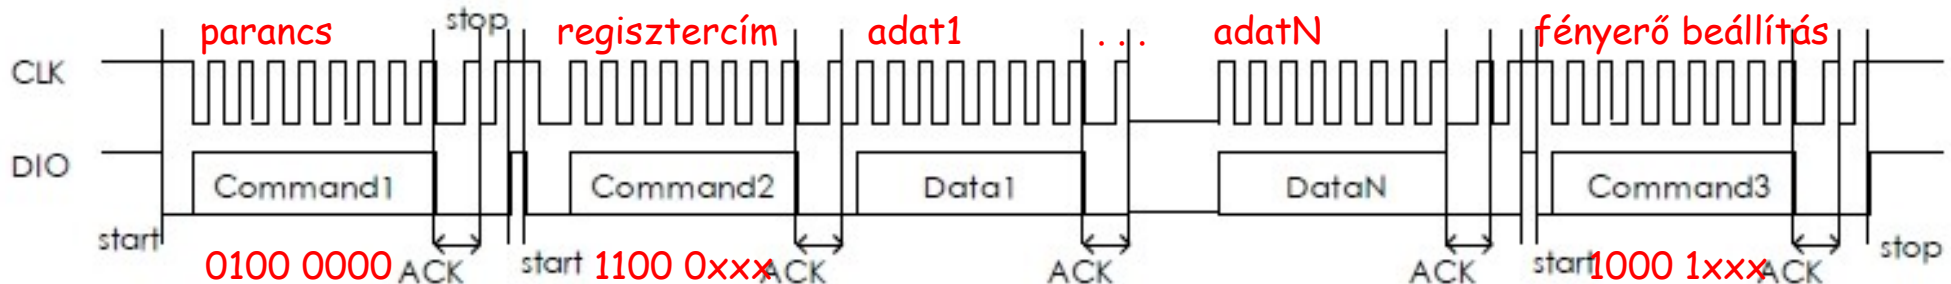 stop
parancs regisztercím adat1 . . . adatN fényerő beállítás
CLK
DIO Command1 Command2 Data1 DataN Command3
start 0100 0000 ACK start 1100 0xxx ACK ACK ACK start 1000 1xxx ACK stop